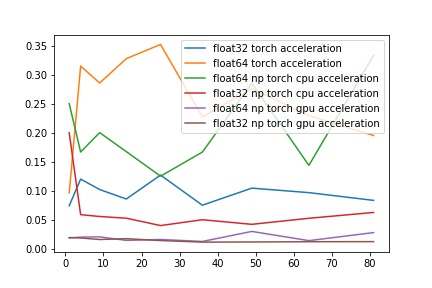 0.35
0.30
0.25
0.20
0.15
0.10
0.05
0.00
float32 torch acceleration
float64 torch acceleration
float64 np torch cpu acceleration
float32 np torch cpu acceleration
float64 np torch gpu acceleration
float32 np torch gpu acceleration
0 10 20 30 40 50 60 70 80